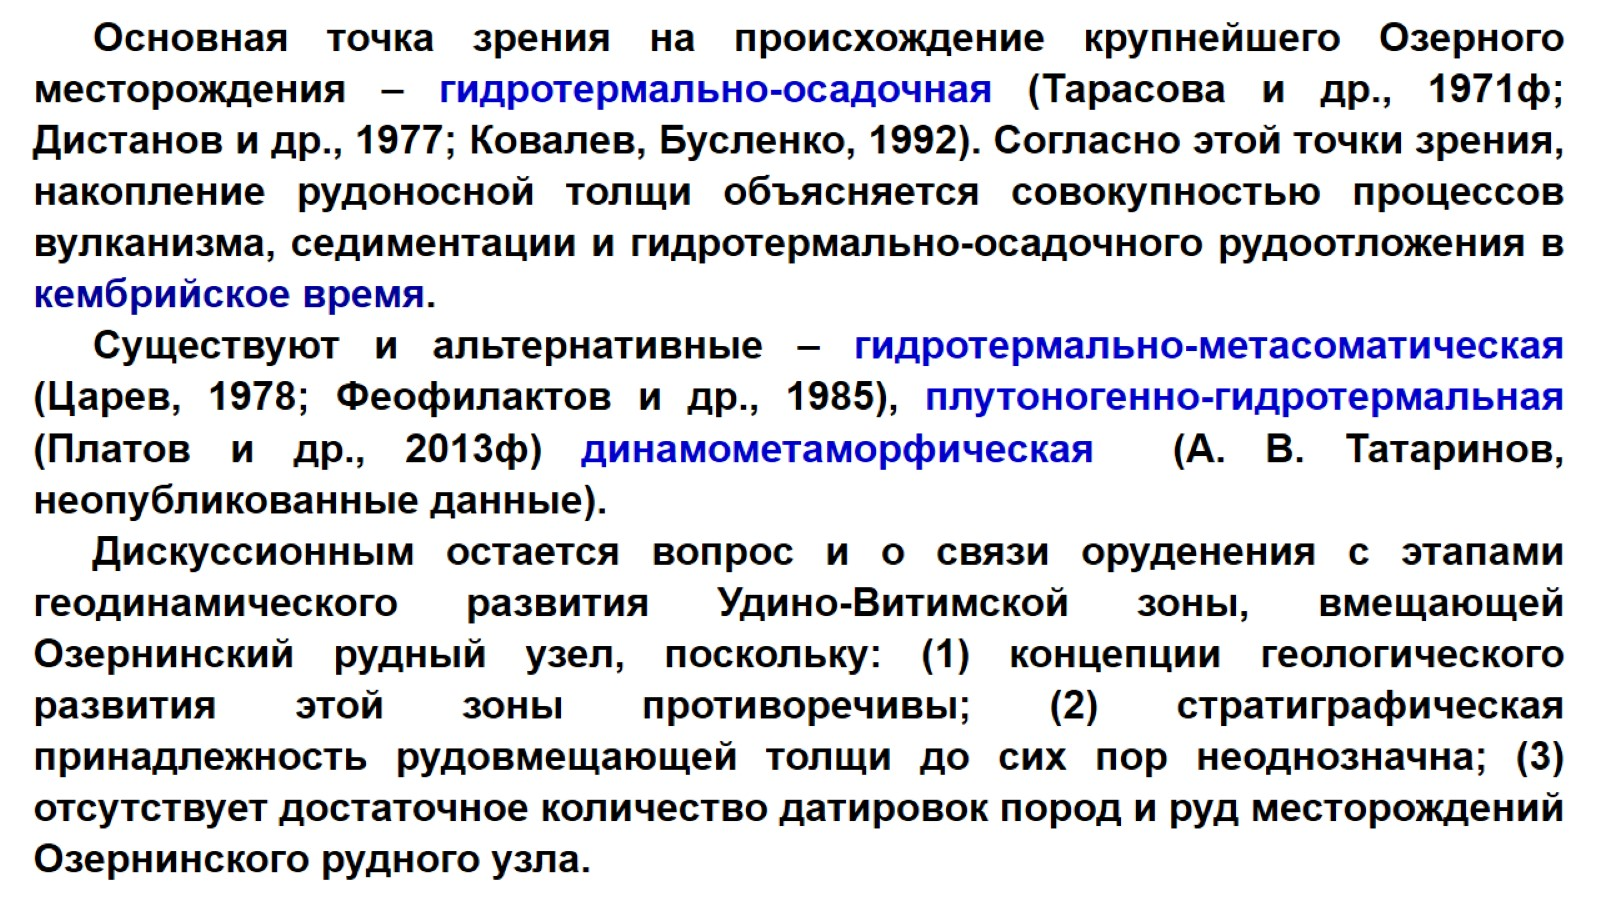 Основная точка зрения на происхождение крупнейшего Озерного
месторождения – гидротермально-осадочная (Тарасова и др., 1971ф;
Дистанов и др., 1977; Ковалев, Бусленко, 1992). Согласно этой точки зрения,
накопление рудоносной толщи объясняется совокупностью процессов
вулканизма, седиментации и гидротермально-осадочного рудоотложения в
кембрийское время.
Существуют и альтернативные – гидротермально-метасоматическая
(Царев, 1978; Феофилактов и др., 1985), плутоногенно-гидротермальная
(Платов и др., 2013ф) динамометаморфическая (А. В. Татаринов,
неопубликованные данные).
Дискуссионным остается вопрос и о связи оруденения с этапами
геодинамического развития Удино-Витимской зоны, вмещающей
Озернинский рудный узел, поскольку: (1) концепции геологического
развития этой зоны противоречивы; (2) стратиграфическая
принадлежность рудовмещающей толщи до сих пор неоднозначна; (3)
отсутствует достаточное количество датировок пород и руд месторождений
Озернинского рудного узла.